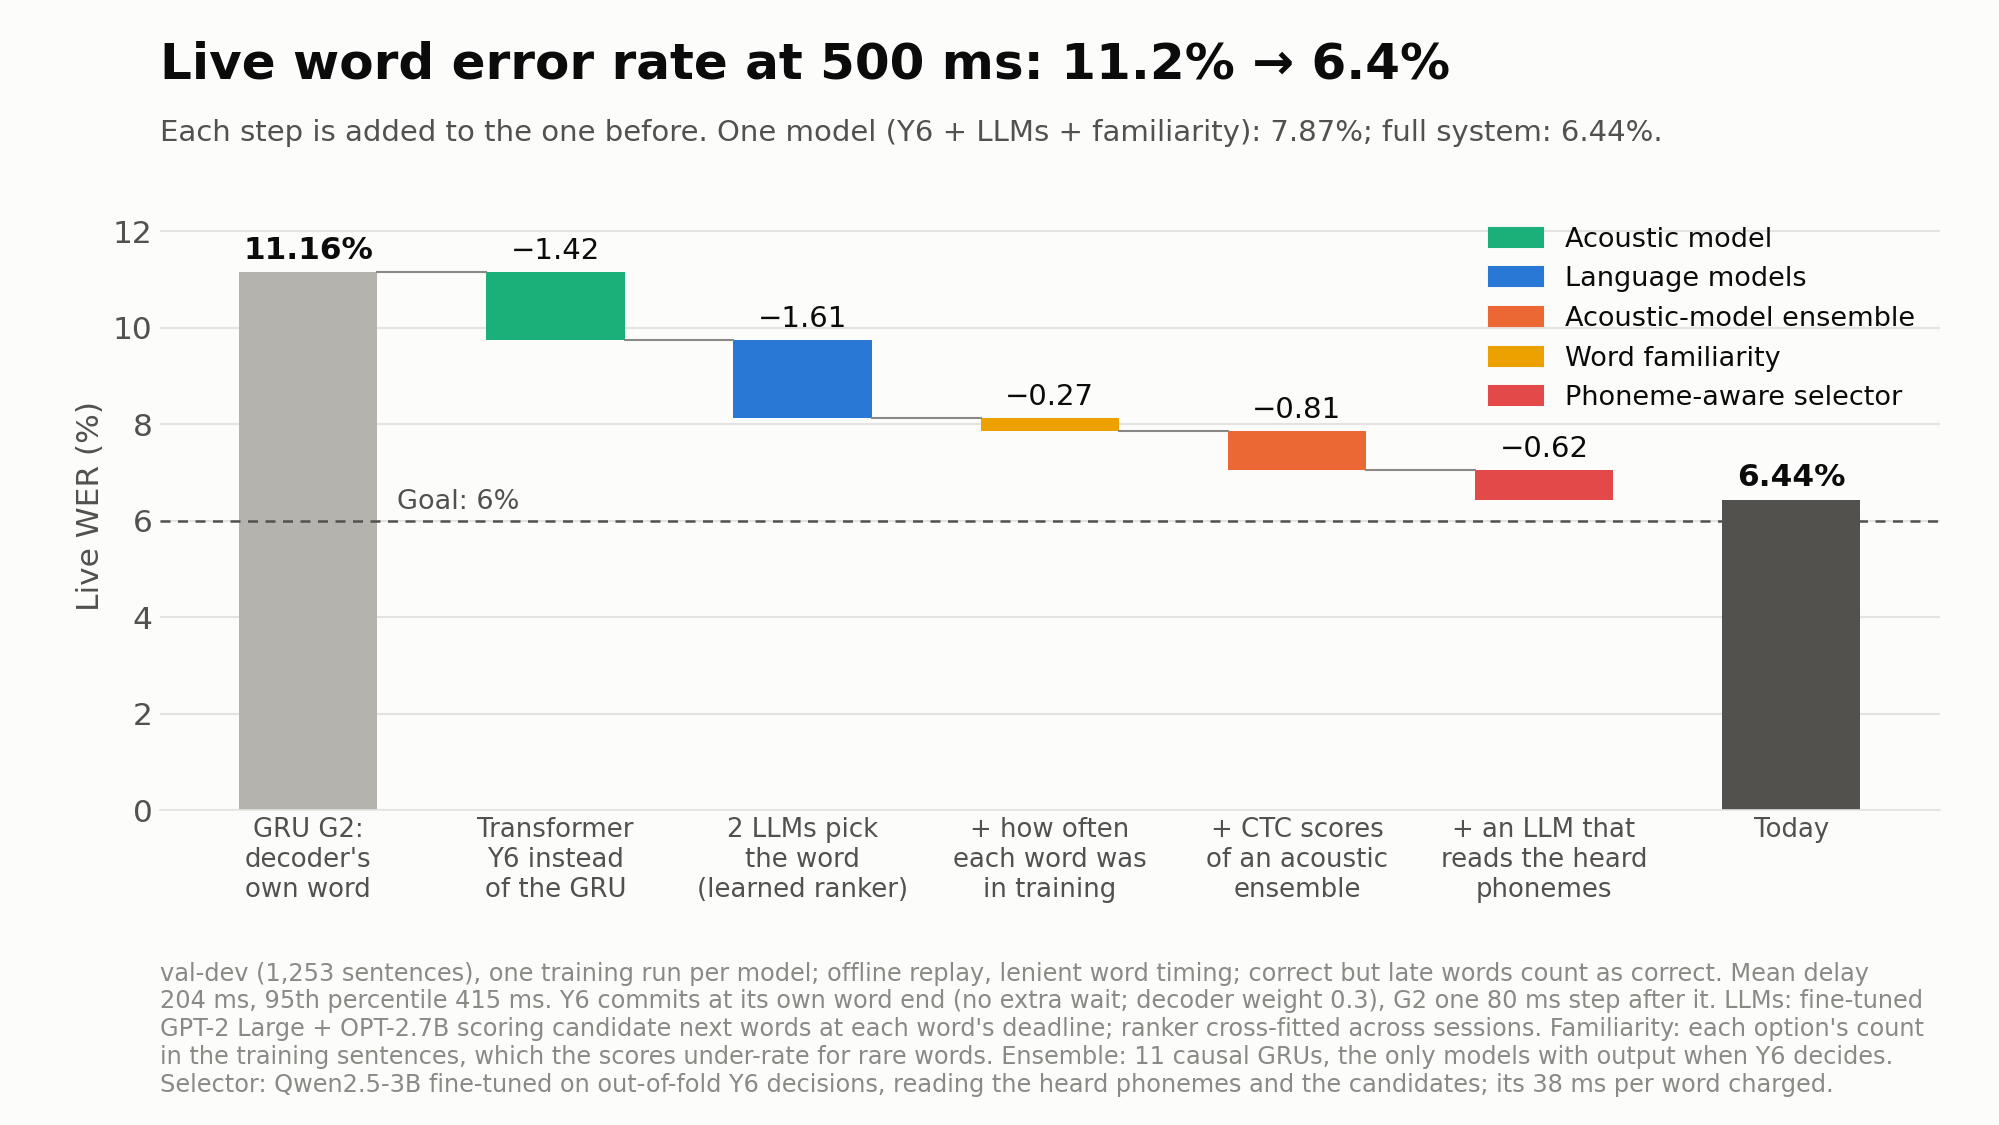 Live word error rate at 500 ms: 11.2% → 6.4%
Each step is added to the one before. One model (Y6 + LLMs + familiarity): 7.87%; full system: 6.44%.
Live WER (%)
12
10
8
6
4
2
0
11.16%
−1.42
−1.61
−0.27
−0.81
−0.62
6.44%
Goal: 6%
Acoustic model
Language models
Acoustic-model ensemble
Word familiarity
Phoneme-aware selector
GRU G2:
decoder's
own word
Transformer
Y6 instead
of the GRU
2 LLMs pick
the word
(learned ranker)
+ how often
each word was
in training
+ CTC scores
of an acoustic
ensemble
+ an LLM that
reads the heard
phonemes
Today
val-dev (1,253 sentences), one training run per model; offline replay, lenient word timing; correct but late words count as correct. Mean delay
204 ms, 95th percentile 415 ms. Y6 commits at its own word end (no extra wait; decoder weight 0.3), G2 one 80 ms step after it. LLMs: fine-tuned
GPT-2 Large + OPT-2.7B scoring candidate next words at each word's deadline; ranker cross-fitted across sessions. Familiarity: each option's count
in the training sentences, which the scores under-rate for rare words. Ensemble: 11 causal GRUs, the only models with output when Y6 decides.
Selector: Qwen2.5-3B fine-tuned on out-of-fold Y6 decisions, reading the heard phonemes and the candidates; its 38 ms per word charged.